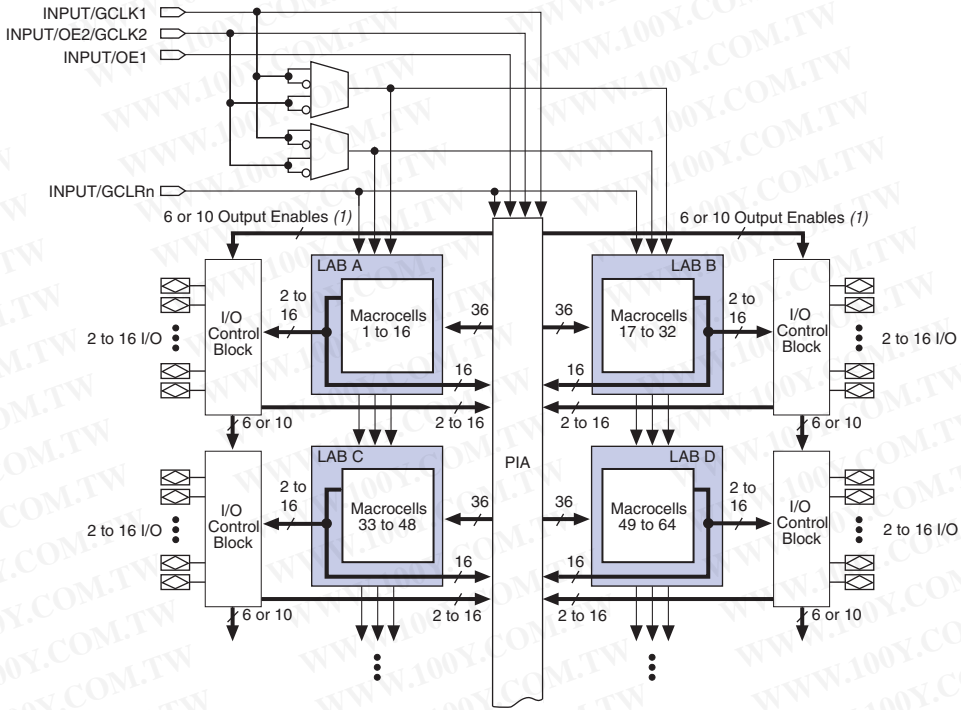 INPUT/GCLK1
INPUT/OE2/GCLK2
INPUT/OE1
INPUT/GCLRn
6 or 10 Output Enables (1)
6 or 10 Output Enables (1)
LAB A
LAB B
2 to 16 I/O
I/O
Control
Block
2 to
16
Macrocells
1 to 16
36
36
Macrocells
17 to 32
2 to
16
I/O
Control
Block
2 to 16 I/O
16
16
6 or 10
2 to 16
2 to 16
6 or 10
LAB C
PIA
LAB D
2 to 16 I/O
I/O
Control
Block
2 to
16
Macrocells
33 to 48
36
36
Macrocells
49 to 64
2 to
16
I/O
Control
Block
2 to 16 I/O
16
16
6 or 10
2 to 16
2 to 16
6 or 10
WWW.100Y.COM.TW